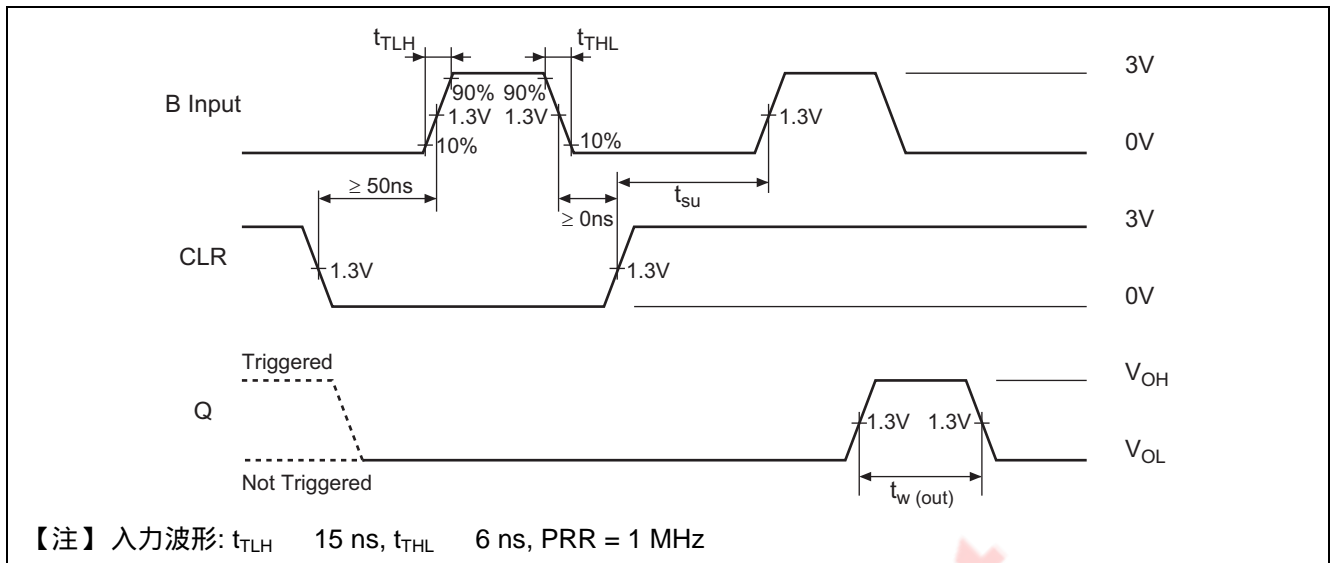 tTLH tTHL
3V
B Input
90% 90%
1.3V 1.3V 1.3V
10% 10%
0V
≥ 50ns
tsu
≥ 0ns
3V
CLR
1.3V 1.3V
0V
Triggered
VOH
Q
1.3V 1.3V
VOL
Not Triggered
tw (out)
【注】入力波形: tTLH 15 ns, tTHL 6 ns, PRR = 1 MHz